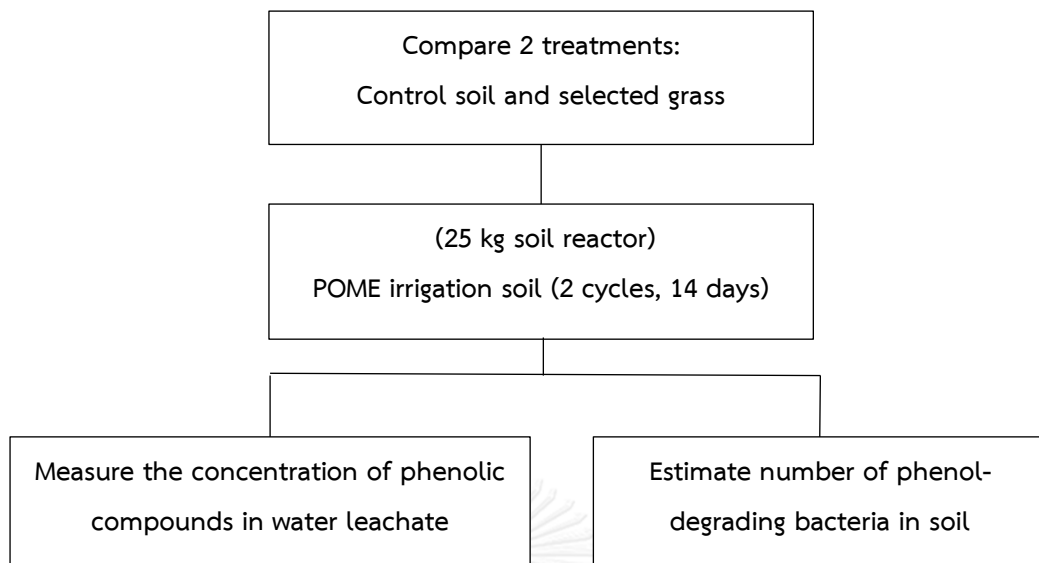 Compare 2 treatments:
Control soil and selected grass
(25 kg soil reactor)
POME irrigation soil (2 cycles, 14 days)
Measure the concentration of phenolic
compounds in water leachate
Estimate number of phenol-
degrading bacteria in soil